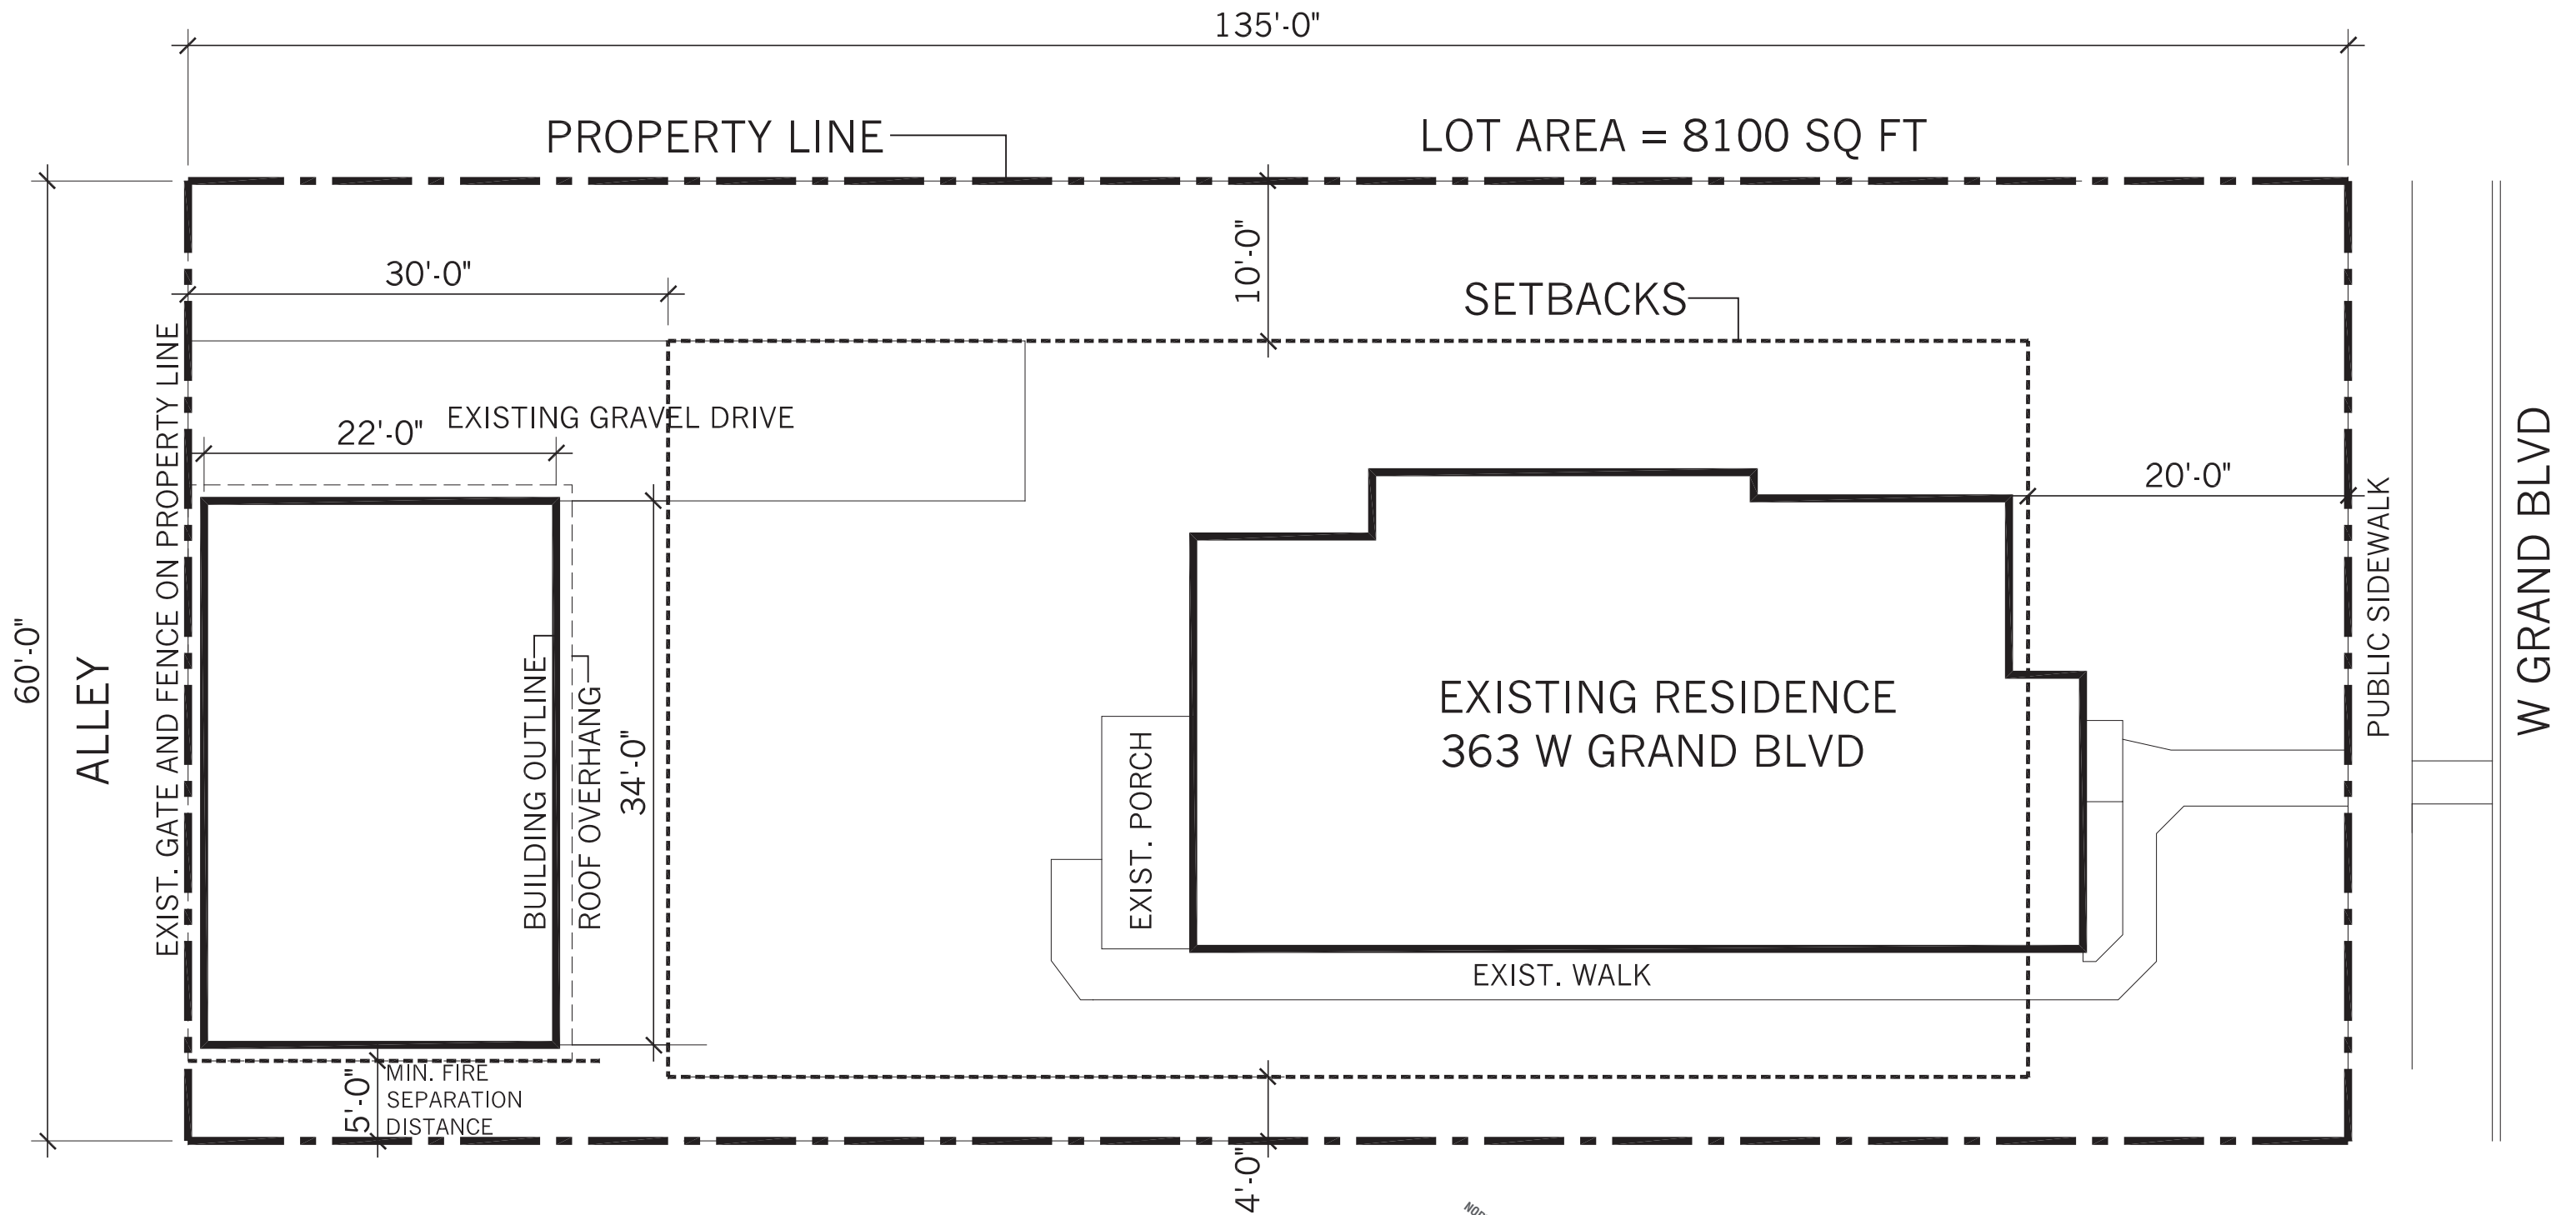 135'-0"
PROPERTY LINE
LOT AREA = 8100 SQ FT
10'-0"
30'-0"
SETBACKS
EXISTING GRAVEL DRIVE
22'-0"
20'-0"
60'-0"
ALLEY
EXIST. GATE AND FENCE ON PROPERTY LINE
BUILDING OUTLINE
ROOF OVERHANG
34'-0"
EXIST. PORCH
EXISTING RESIDENCE
363 W GRAND BLVD
PUBLIC SIDEWALK
W GRAND BLVD
EXIST. WALK
5'-0"
MIN. FIRE
SEPARATION
DISTANCE
4'-0"